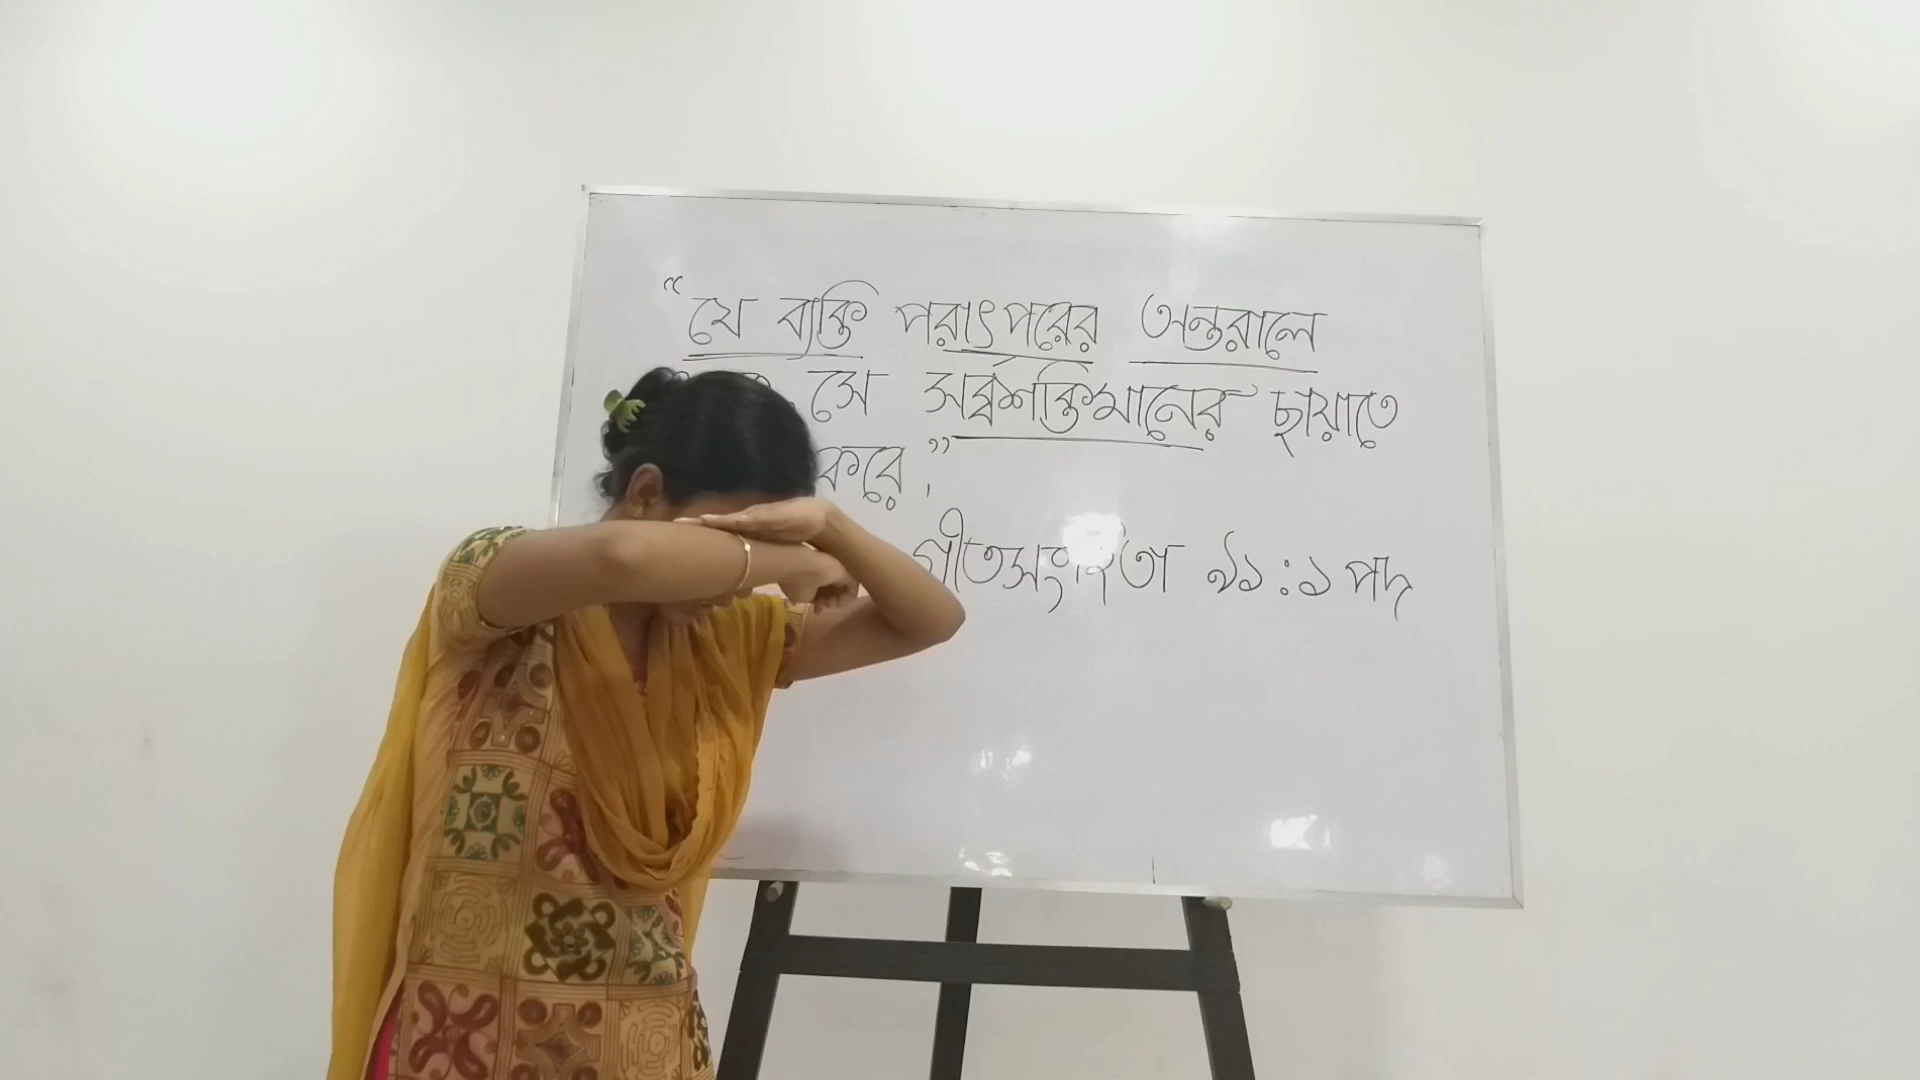 “যে ব্যক্তি পরাৎপরের অন্তরালে
সে সর্ব্বশক্তিমানের ছায়াতে
করে।”
গীতসংহিতা ৯১:১ পদ